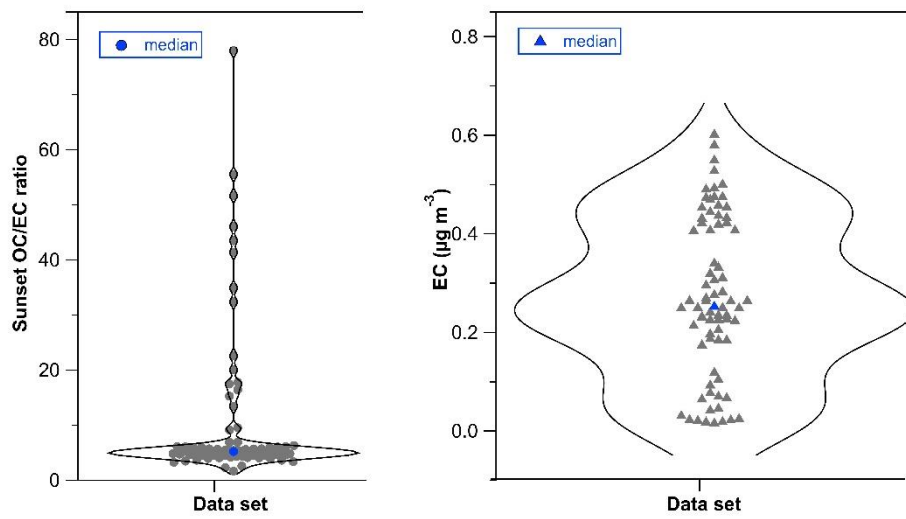 80
60
40
20
0
Sunset OC/EC ratio
median
Data set
0.8
0.6
0.4
0.2
0.0
EC (µg m⁻³)
median
Data set